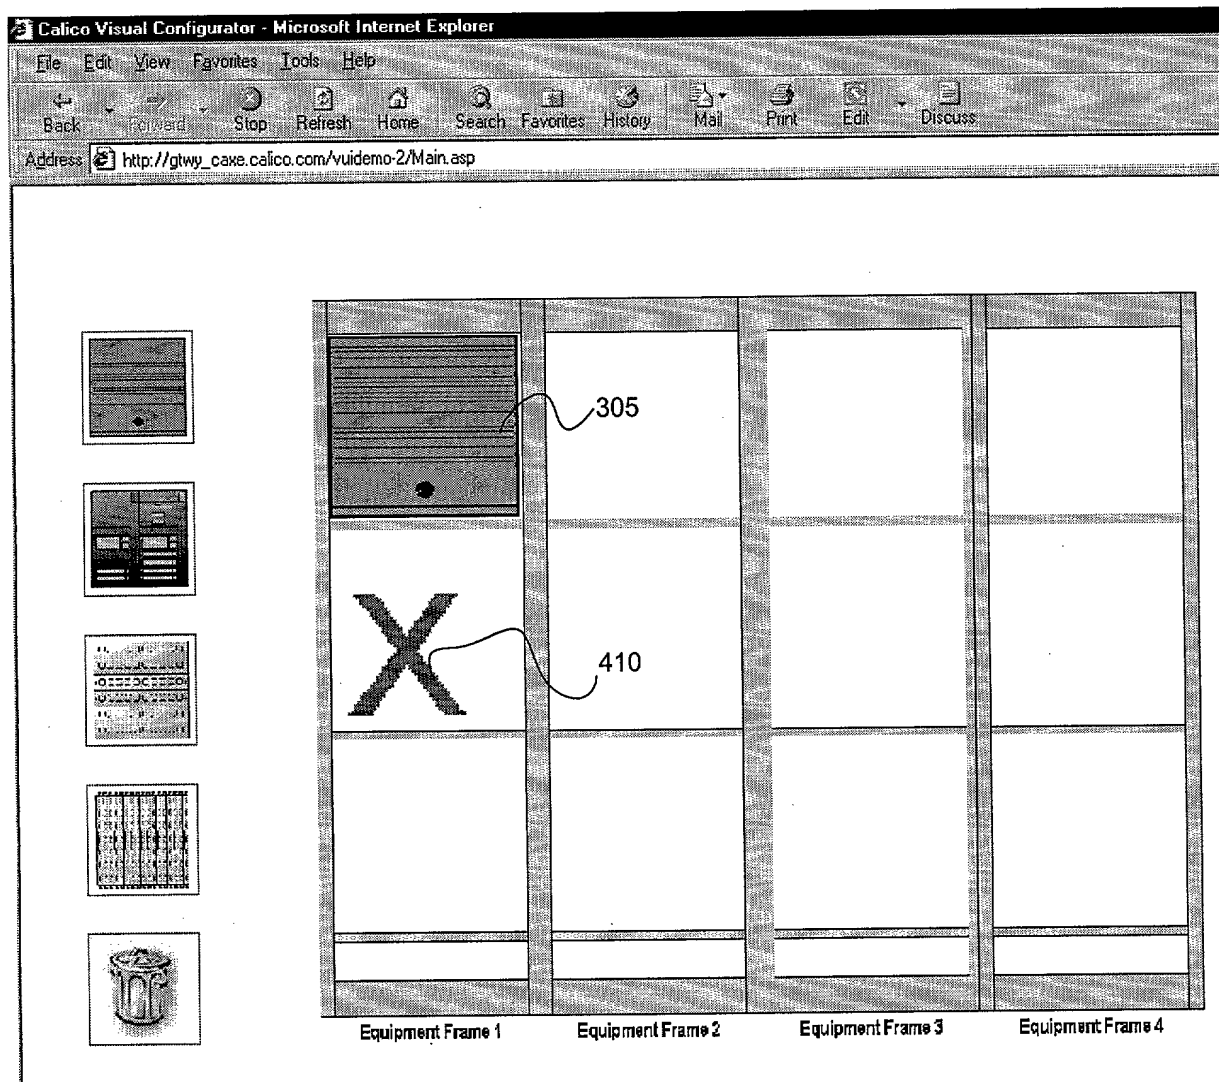 Calico Visual Configurator - Microsoft Internet Explorer
File Edit View Favorites Tools Help
Back Forward Stop Refresh Home Search Favorites History Mail Print Edit Discuss
Address http://gtwy_caxe.calico.com/vuidemo-2/Main.asp
305
X
410
Equipment Frame 1 Equipment Frame 2 Equipment Frame 3 Equipment Frame 4